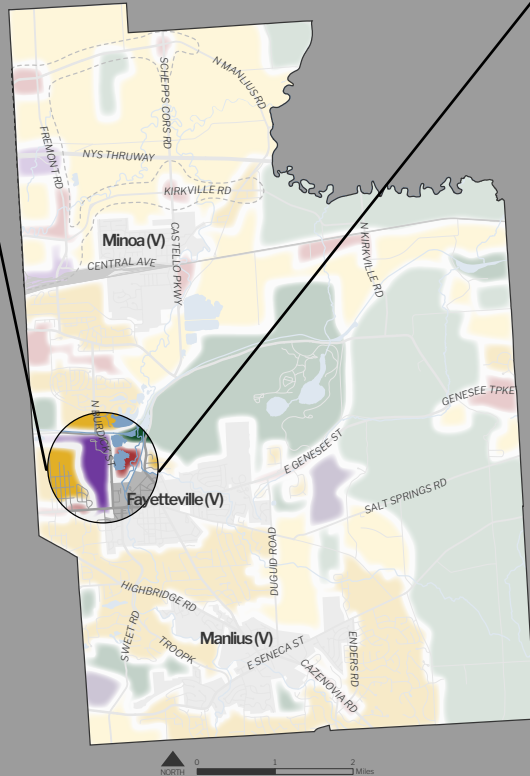 SCHEPPS CORS RD
N MANLIUS RD
FREMONT RD
NYS THRUWAY
KIRKVILLE RD
Minoa (V)
CASTELLO PKWY
N KIRKVILLE RD
CENTRAL AVE
GENESEE TPKE
N BURDICK ST
E GENESEE ST
SALT SPRINGS RD
Fayetteville (V)
DUGUID ROAD
HIGHBRIDGE RD
SWEET RD
TROOP K
Manlius (V)
E SENECA ST
ENDERS RD
CAZENOVIA RD
NORTH
0 1 2
Miles